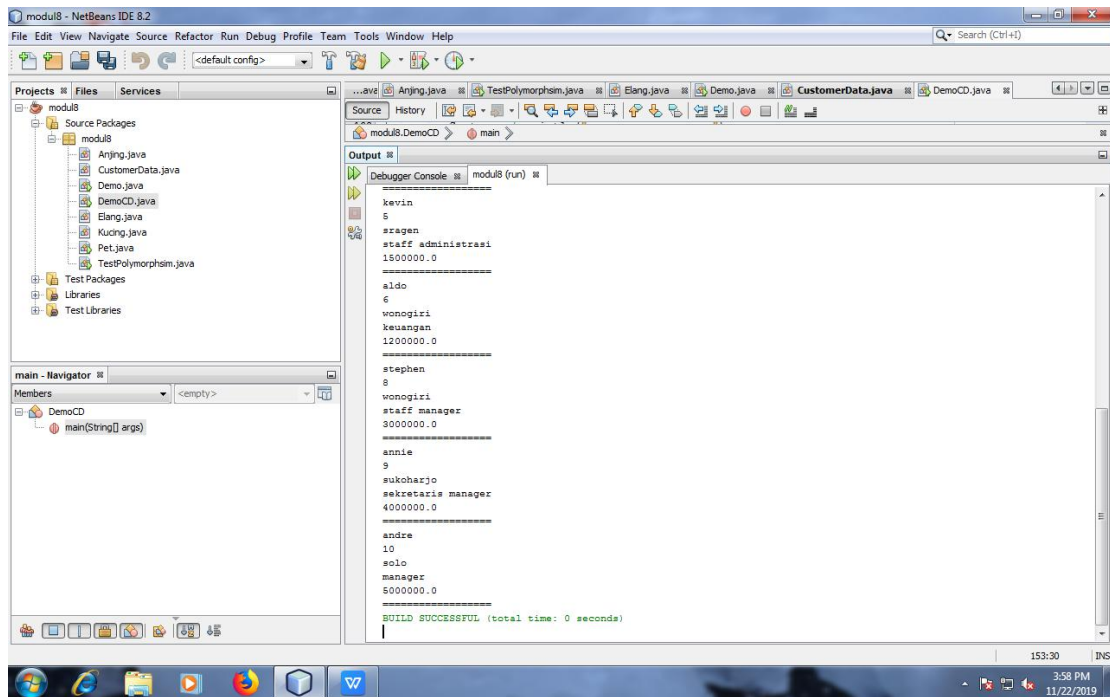 modul8 - NetBeans IDE 8.2
File Edit View Navigate Source Refactor Run Debug Profile Team Tools Window Help
Search (Ctrl+I)
<default config>
Projects Files Services
modul8
Source Packages
modul8
Anjing.java
CustomerData.java
Demo.java
DemoCD.java
Elang.java
Kucing.java
Pet.java
TestPolymorphsim.java
Test Packages
Libraries
Test Libraries
main - Navigator
Members <empty>
DemoCD
main(String[] args)
...ava Anjing.java TestPolymorphsim.java Elang.java Demo.java CustomerData.java DemoCD.java
Source History
modul8.DemoCD main
Output
Debugger Console modul8 (run)
===================
kevin
5
sragen
staff administrasi
1500000.0
===================
aldo
6
wonogiri
keuangan
1200000.0
===================
stephen
8
wonogiri
staff manager
3000000.0
===================
annie
9
sukoharjo
sekretaris manager
4000000.0
===================
andre
10
solo
manager
5000000.0
===================
BUILD SUCCESSFUL (total time: 0 seconds)
153:30 INS
3:58 PM
11/22/2019